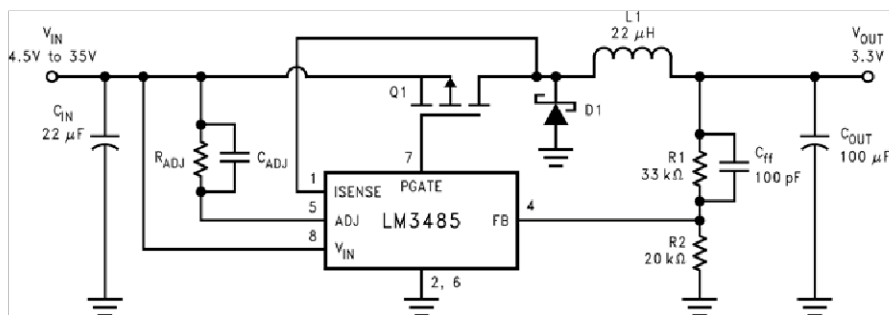 V_IN
4.5V to 35V
C_IN
22 μF
R_ADJ
C_ADJ
Q1
7
PGATE
1
ISENSE
5
ADJ
8
V_IN
LM3485
FB
4
2, 6
L1
22 μH
D1
V_OUT
3.3V
R1
33 kΩ
C_ff
100 pF
C_OUT
100 μF
R2
20 kΩ